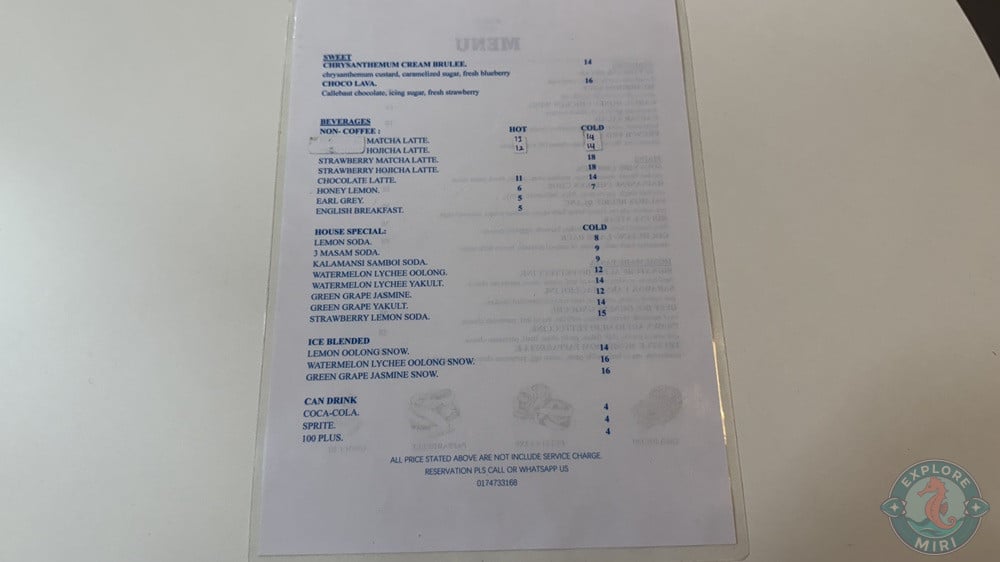 MENU
SWEET
CHRYSANTHEMUM CREAM BRULEE. 14
chrysanthemum custard, caramelized sugar, fresh blueberry
CHOCO LAVA. 16
Callebaut chocolate, icing sugar, fresh strawberry
BEVERAGES
NON- COFFEE : HOT COLD
MATCHA LATTE. 12 14
HOJICHA LATTE. 12 14
STRAWBERRY MATCHA LATTE. 18
STRAWBERRY HOJICHA LATTE. 18
CHOCOLATE LATTE. 11 14
HONEY LEMON. 6 7
EARL GREY. 5
ENGLISH BREAKFAST. 5
HOUSE SPECIAL: COLD
LEMON SODA. 8
3 MASAM SODA. 9
KALAMANSI SAMBOI SODA. 9
WATERMELON LYCHEE OOLONG. 12
WATERMELON LYCHEE YAKULT. 14
GREEN GRAPE JASMINE. 12
GREEN GRAPE YAKULT. 14
STRAWBERRY LEMON SODA. 15
ICE BLENDED
LEMON OOLONG SNOW. 14
WATERMELON LYCHEE OOLONG SNOW. 16
GREEN GRAPE JASMINE SNOW. 16
CAN DRINK
COCA-COLA. 4
SPRITE. 4
100 PLUS. 4
ALL PRICE STATED ABOVE ARE NOT INCLUDE SERVICE CHARGE.
RESERVATION PLS CALL OR WHATSAPP US
0174733166
EXPLORE
MIRI